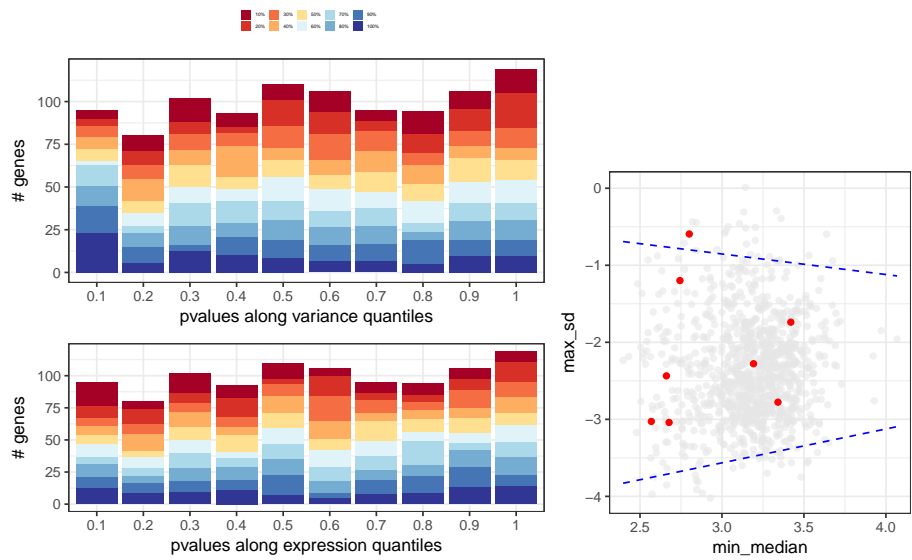 10% 30% 50% 70% 90%
20% 40% 60% 80% 100%
# genes
100
75
50
25
0
0.1 0.2 0.3 0.4 0.5 0.6 0.7 0.8 0.9 1
pvalues along variance quantiles
# genes
100
75
50
25
0
0.1 0.2 0.3 0.4 0.5 0.6 0.7 0.8 0.9 1
pvalues along expression quantiles
max_sd
0
−1
−2
−3
−4
2.5 3.0 3.5 4.0
min_median